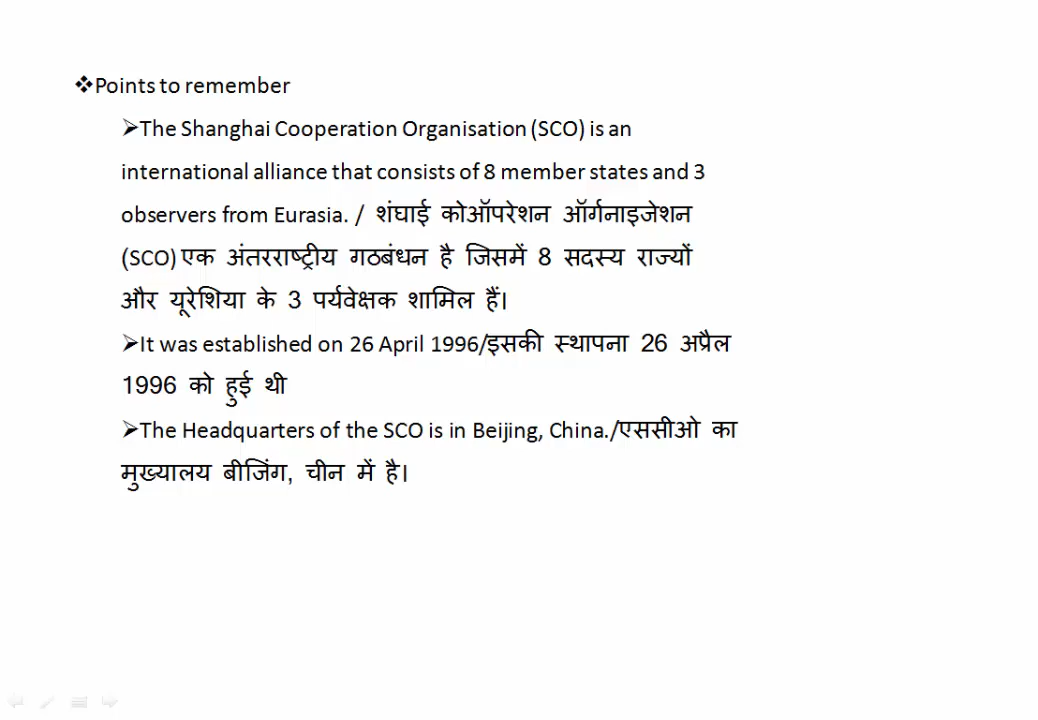 ❖Points to remember
➢The Shanghai Cooperation Organisation (SCO) is an
international alliance that consists of 8 member states and 3
observers from Eurasia. / शंघाई कोऑपरेशन ऑर्गनाइजेशन
(SCO) एक अंतरराष्ट्रीय गठबंधन है जिसमें 8 सदस्य राज्यों
और यूरेशिया के 3 पर्यवेक्षक शामिल हैं।
➢It was established on 26 April 1996/इसकी स्थापना 26 अप्रैल
1996 को हुई थी
➢The Headquarters of the SCO is in Beijing, China./एससीओ का
मुख्यालय बीजिंग, चीन में है।